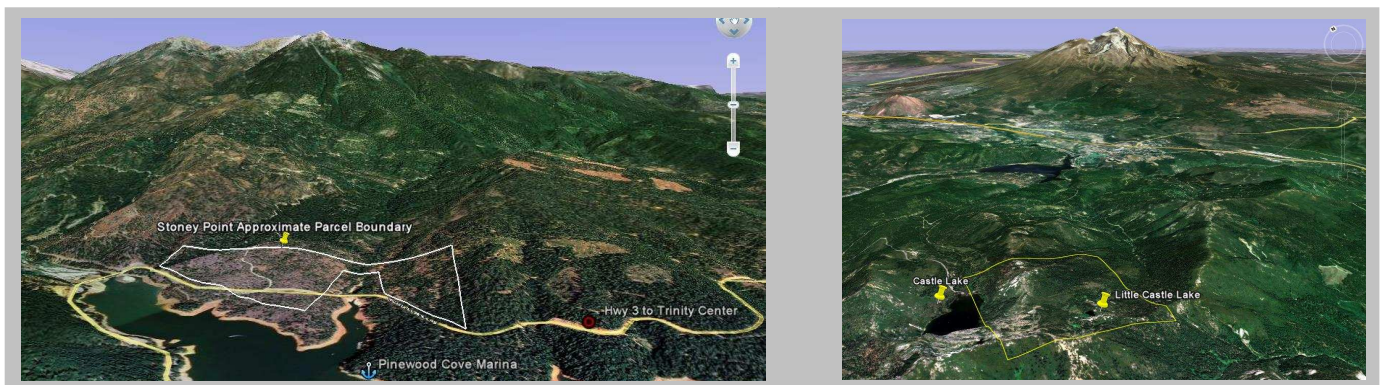 Stoney Point Approximate Parcel Boundary
Hwy 3 to Trinity Center
Pinewood Cove Marina
Castle Lake
Little Castle Lake